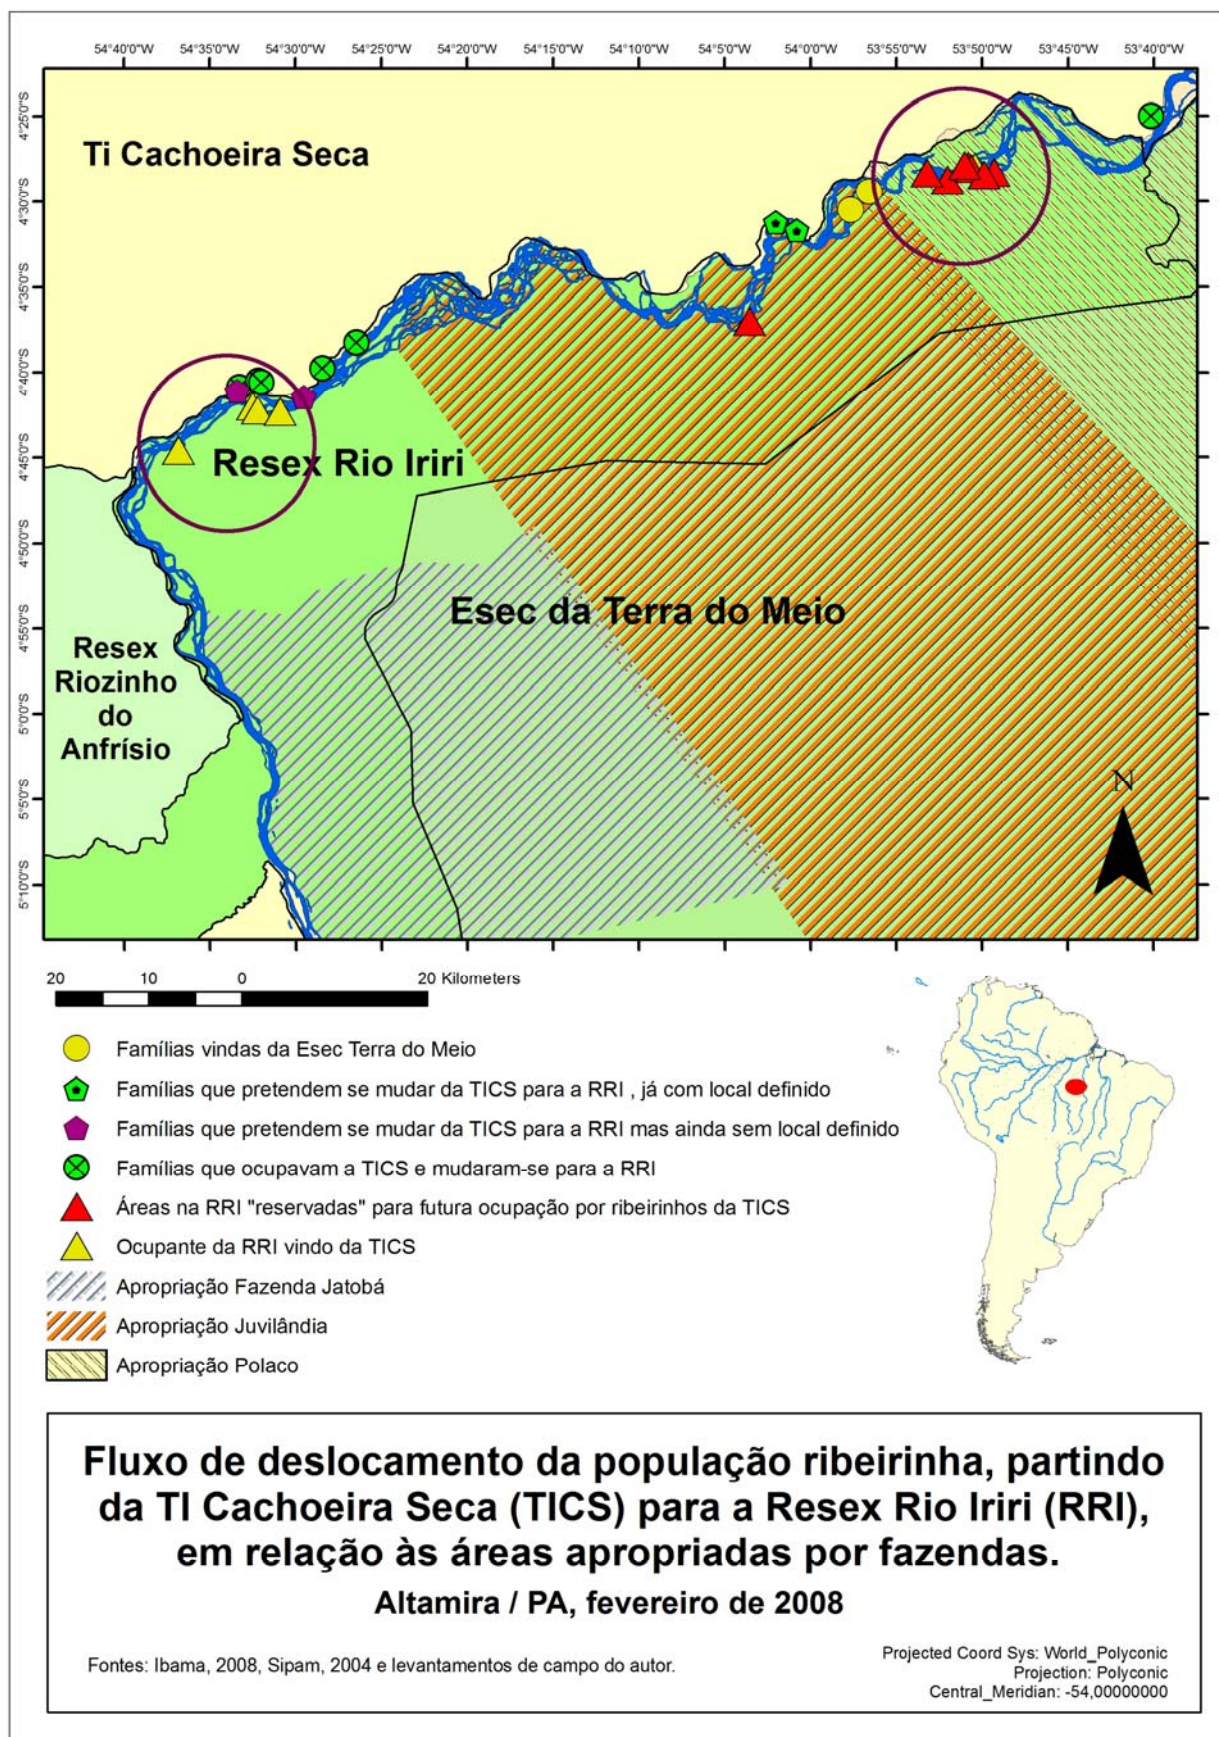 54°40'0"W 54°35'0"W 54°30'0"W 54°25'0"W 54°20'0"W 54°15'0"W 54°10'0"W 54°5'0"W 54°0'0"W 53°55'0"W 53°50'0"W 53°45'0"W 53°40'0"W
4°25'0"S
4°30'0"S
4°35'0"S
4°40'0"S
4°45'0"S
4°50'0"S
4°55'0"S
5°0'0"S
5°5'0"S
5°10'0"S
Ti Cachoeira Seca
Resex Rio Iriri
Esec da Terra do Meio
Resex
Riozinho
do
Anfrísio
N
20 10 0 20 Kilometers
Famílias vindas da Esec Terra do Meio
Famílias que pretendem se mudar da TICS para a RRI , já com local definido
Famílias que pretendem se mudar da TICS para a RRI mas ainda sem local definido
Famílias que ocupavam a TICS e mudaram-se para a RRI
Áreas na RRI "reservadas" para futura ocupação por ribeirinhos da TICS
Ocupante da RRI vindo da TICS
Apropriação Fazenda Jatobá
Apropriação Juvilândia
Apropriação Polaco
Fluxo de deslocamento da população ribeirinha, partindo
da TI Cachoeira Seca (TICS) para a Resex Rio Iriri (RRI),
em relação às áreas apropriadas por fazendas.
Altamira / PA, fevereiro de 2008
Fontes: Ibama, 2008, Sipam, 2004 e levantamentos de campo do autor.
Projected Coord Sys: World_Polyconic
Projection: Polyconic
Central_Meridian: -54,00000000